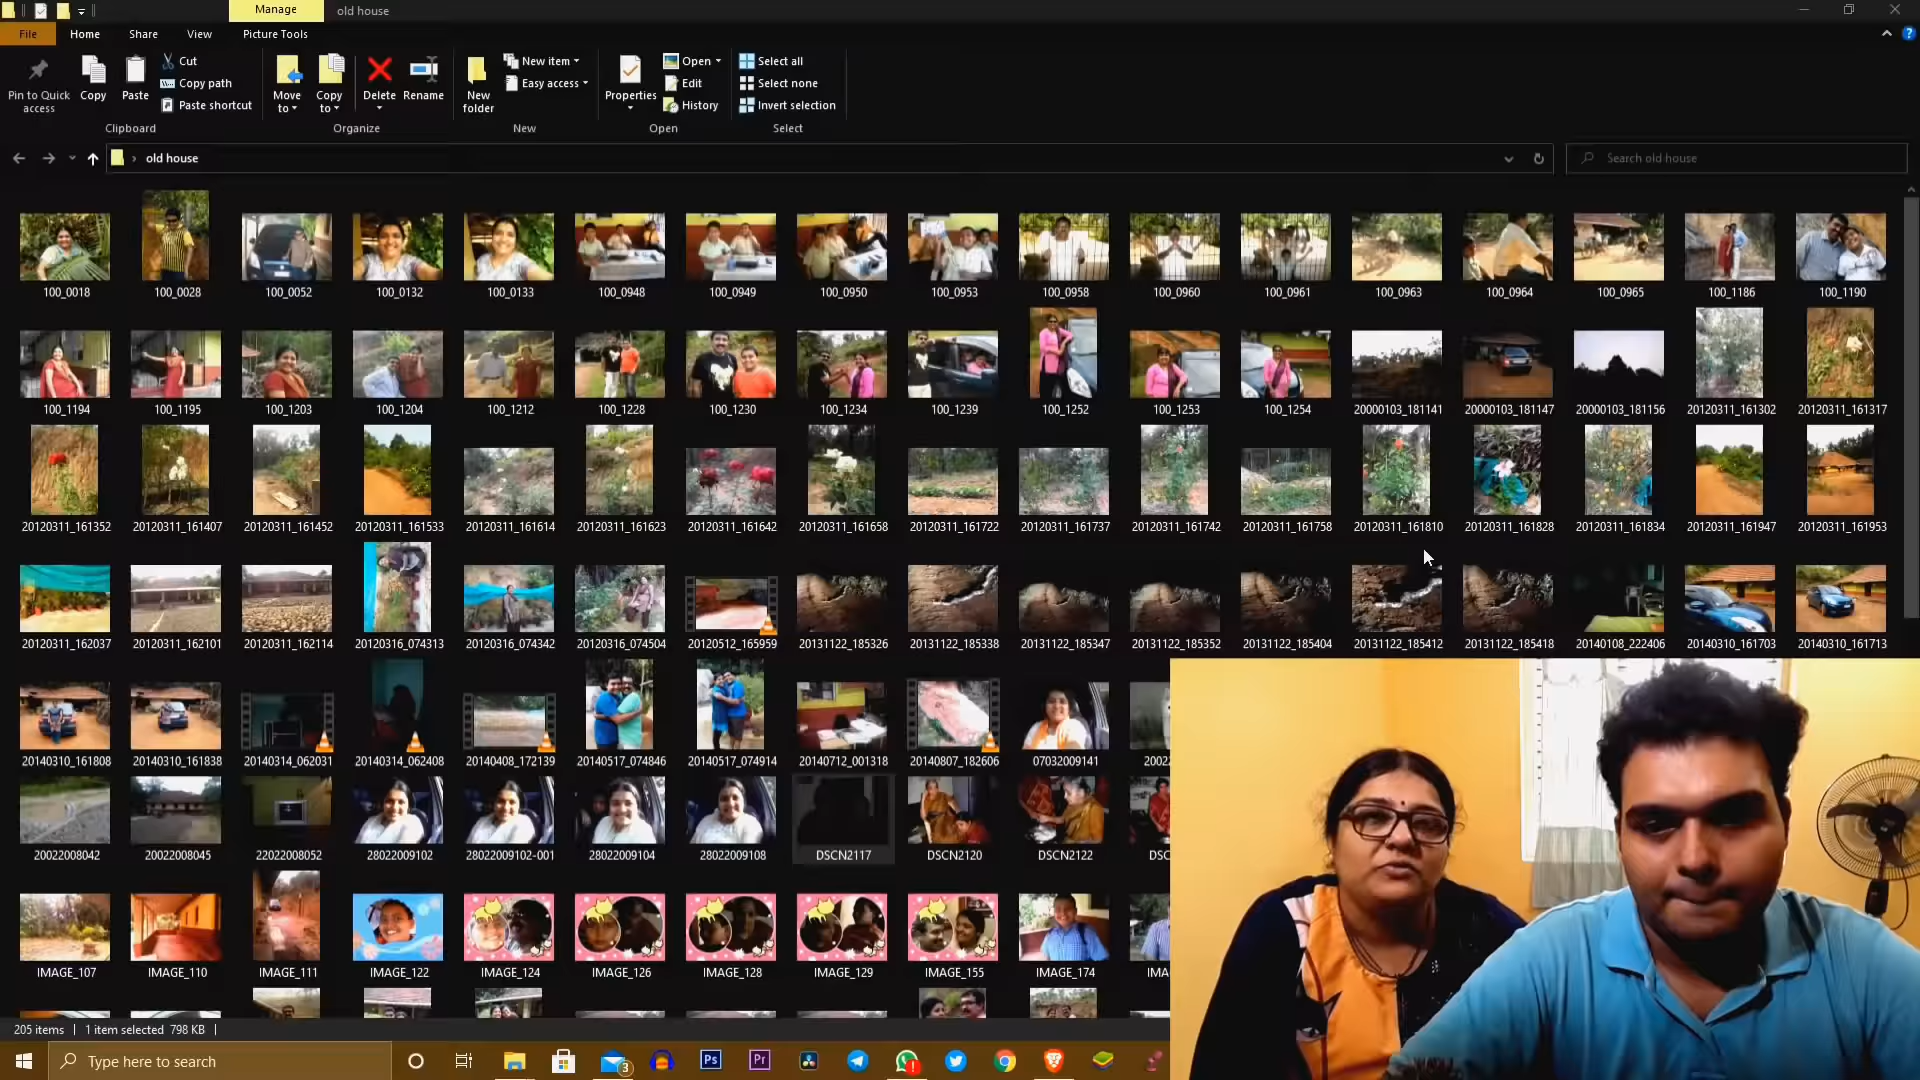 Manage
old house
File
Home
Share
View
Picture Tools
Pin to Quick access
Copy
Paste
Cut
Copy path
Paste shortcut
Move to
Copy to
Delete
Rename
New folder
New item
Easy access
Properties
Open
Edit
History
Select all
Select none
Invert selection
Clipboard
Organize
New
Open
Select
old house
Search old house
100_0018 100_0028 100_0052 100_0132 100_0133 100_0948 100_0949 100_0950 100_0953 100_0958 100_0960 100_0961 100_0963 100_0964 100_0965 100_1186 100_1190
100_1194 100_1195 100_1203 100_1204 100_1212 100_1228 100_1230 100_1234 100_1239 100_1252 100_1253 100_1254 20000103_181141 20000103_181147 20000103_181156 20120311_161302 20120311_161317
20120311_161352 20120311_161407 20120311_161452 20120311_161533 20120311_161614 20120311_161623 20120311_161642 20120311_161658 20120311_161722 20120311_161737 20120311_161742 20120311_161758 20120311_161810 20120311_161828 20120311_161834 20120311_161947 20120311_161953
20120311_162037 20120311_162101 20120311_162114 20120316_074313 20120316_074342 20120316_074504 20120512_165959 20131122_185326 20131122_185338 20131122_185347 20131122_185352 20131122_185404 20131122_185412 20131122_185418 20140108_222406 20140310_161703 20140310_161713
20140310_161808 20140310_161838 20140314_062031 20140314_062408 20140408_172139 20140517_074846 20140517_074914 20140712_001318 20140807_182606 07032009141 2002
20022008042 20022008045 22022008052 28022009102 28022009102-001 28022009104 28022009108 DSCN2117 DSCN2120 DSCN2122 DSC
IMAGE_107 IMAGE_110 IMAGE_111 IMAGE_122 IMAGE_124 IMAGE_126 IMAGE_128 IMAGE_129 IMAGE_155 IMAGE_174 IMA
205 items
1 item selected 798 KB
Type here to search
3
Ps
Pr